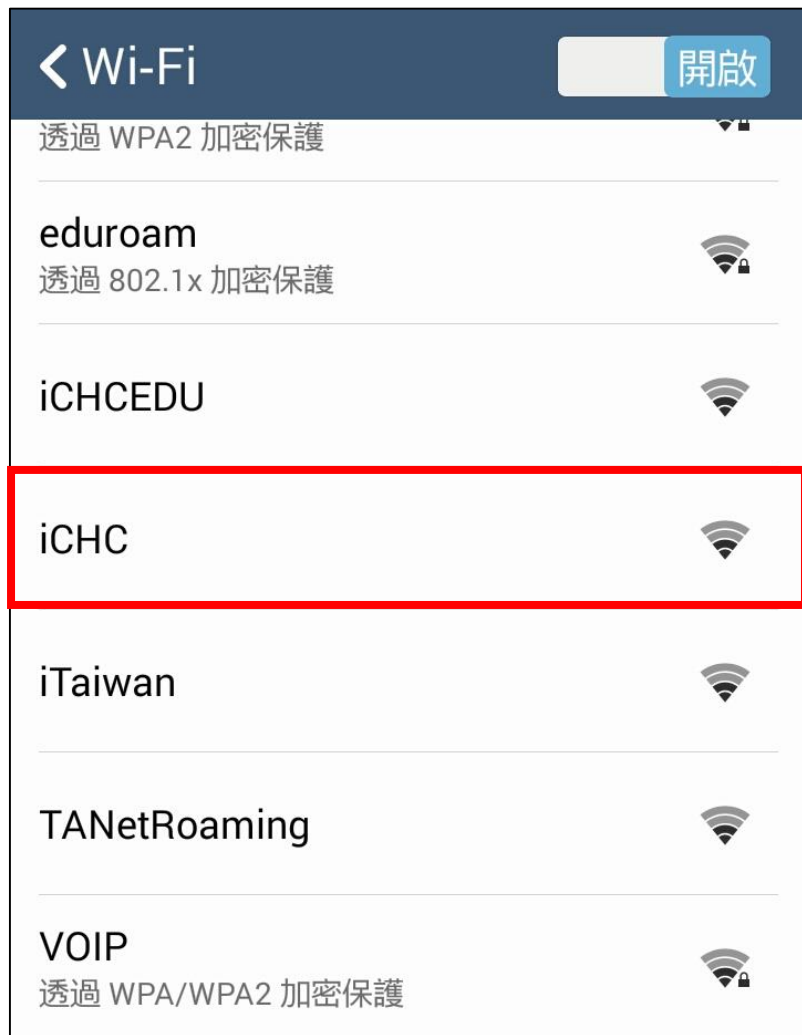 Wi-Fi
開啟
透過 WPA2 加密保護
eduroam
透過 802.1x 加密保護
iCHCEDU
iCHC
iTaiwan
TANetRoaming
VOIP
透過 WPA/WPA2 加密保護